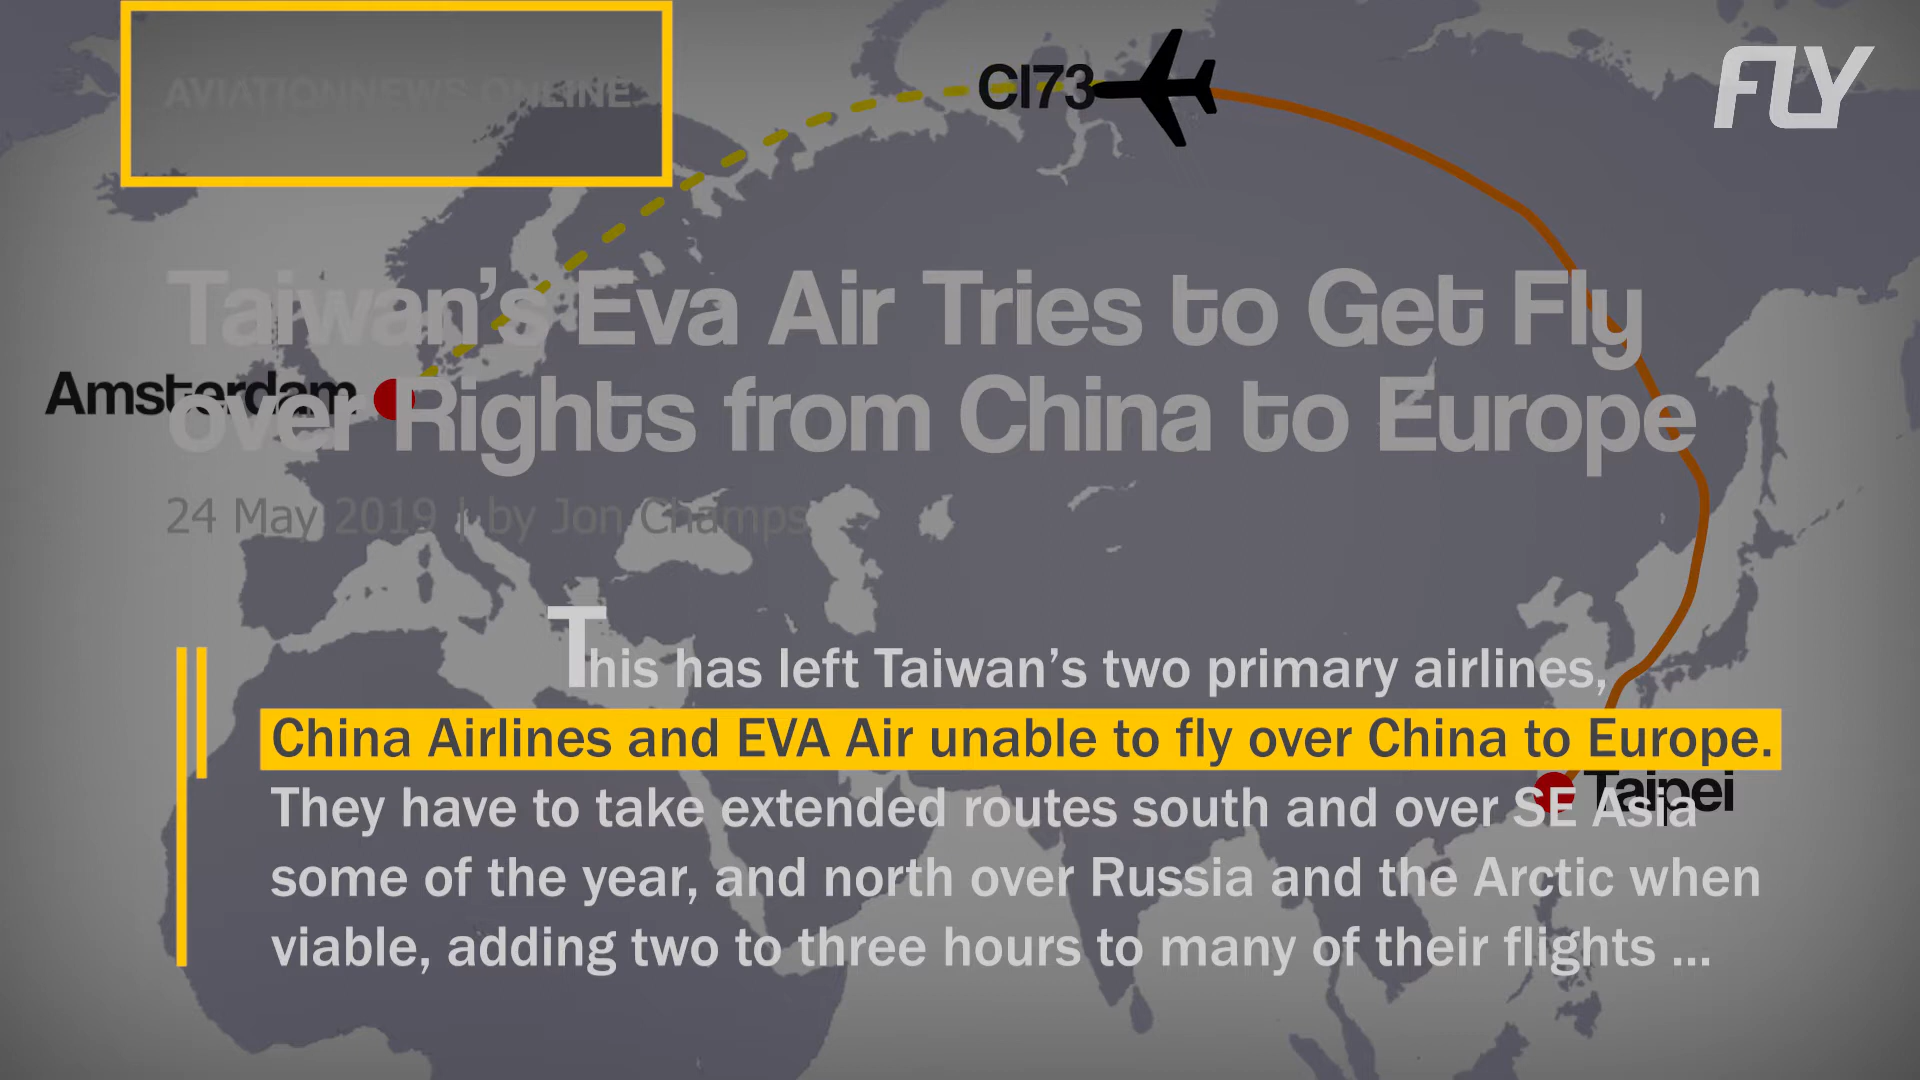 AVIATIONNEWS ONLINE
CI73
FLY
Taiwan's Eva Air Tries to Get Fly
Amsterdam
over Rights from China to Europe
24 May 2019 | by Jon Champs
This has left Taiwan's two primary airlines,
China Airlines and EVA Air unable to fly over China to Europe.
Taipei
They have to take extended routes south and over SE Asia
some of the year, and north over Russia and the Arctic when
viable, adding two to three hours to many of their flights ...